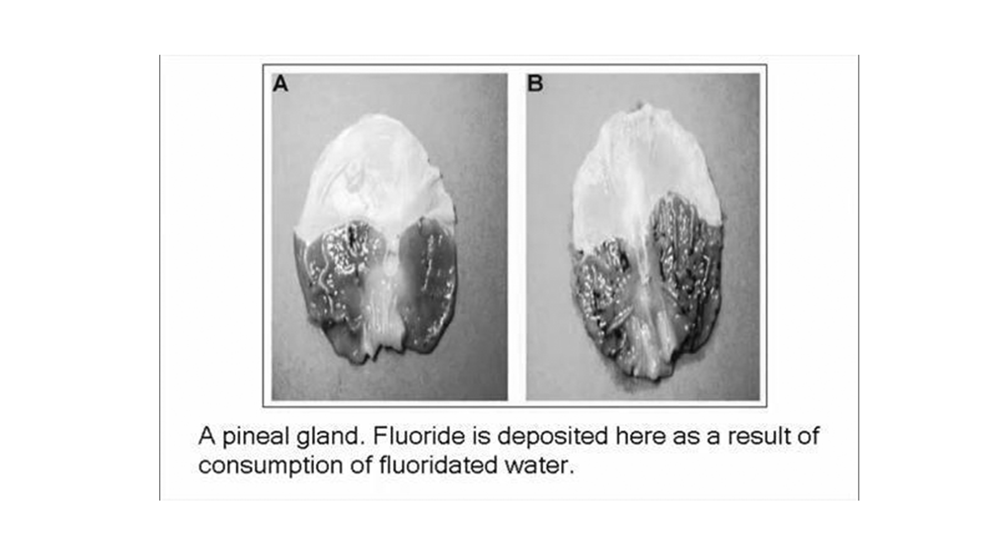 A
B
A pineal gland. Fluoride is deposited here as a result of
consumption of fluoridated water.